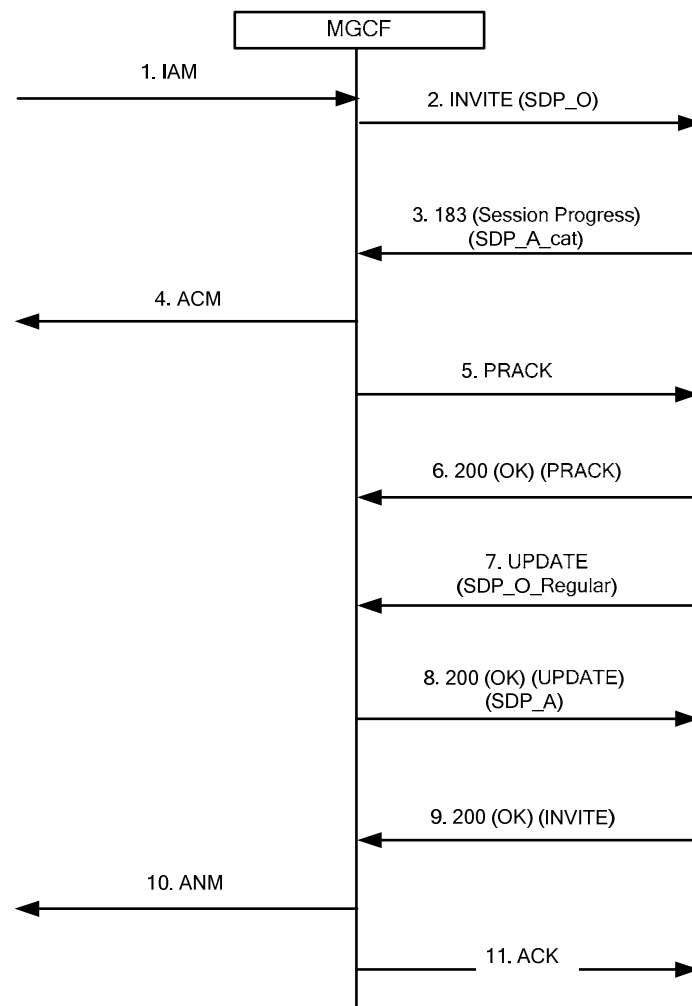 MGCF
1. IAM
2. INVITE (SDP_O)
3. 183 (Session Progress)
(SDP_A_cat)
4. ACM
5. PRACK
6. 200 (OK) (PRACK)
7. UPDATE
(SDP_O_Regular)
8. 200 (OK) (UPDATE)
(SDP_A)
9. 200 (OK) (INVITE)
10. ANM
11. ACK